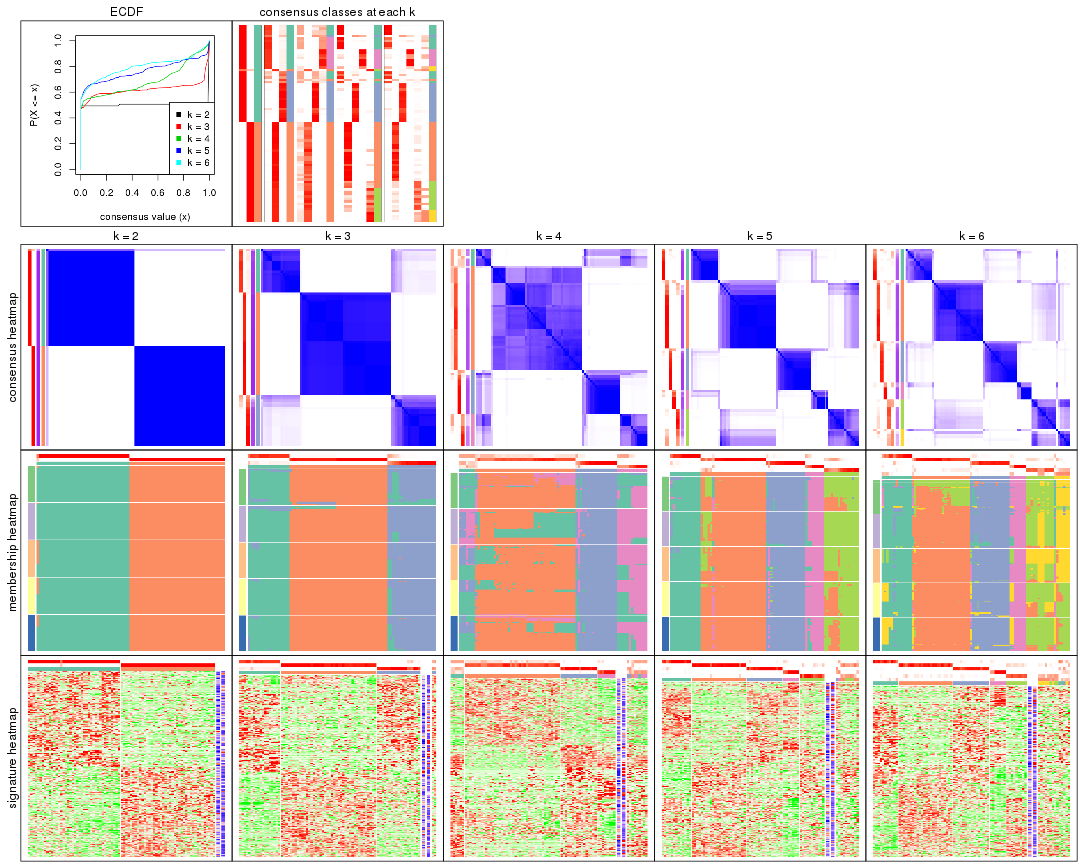 ECDF
consensus classes at each k
P(X <= x)
1.0
0.8
0.6
0.4
0.2
0.0
k = 2
k = 3
k = 4
k = 5
k = 6
0.0 0.2 0.4 0.6 0.8 1.0
consensus value (x)
k = 2 k = 3 k = 4 k = 5 k = 6
consensus heatmap
membership heatmap
signature heatmap